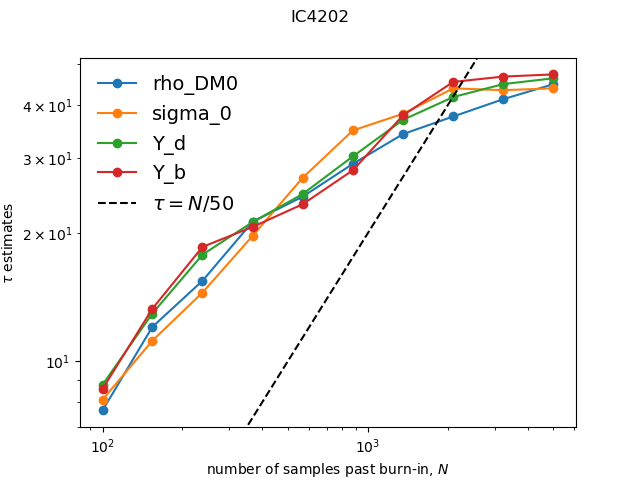 IC4202
rho_DM0
sigma_0
Y_d
Y_b
τ = N/50
τ estimates
4 × 10¹
3 × 10¹
2 × 10¹
10¹
10² 10³
number of samples past burn-in, N